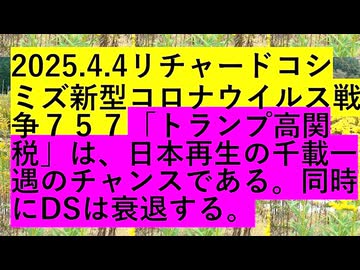 2025.4.4リチャードコシ
ミズ新型コロナウイルス戦
争７５７「トランプ高関
税」は、日本再生の千載一
遇のチャンスである。同時
にDSは衰退する。